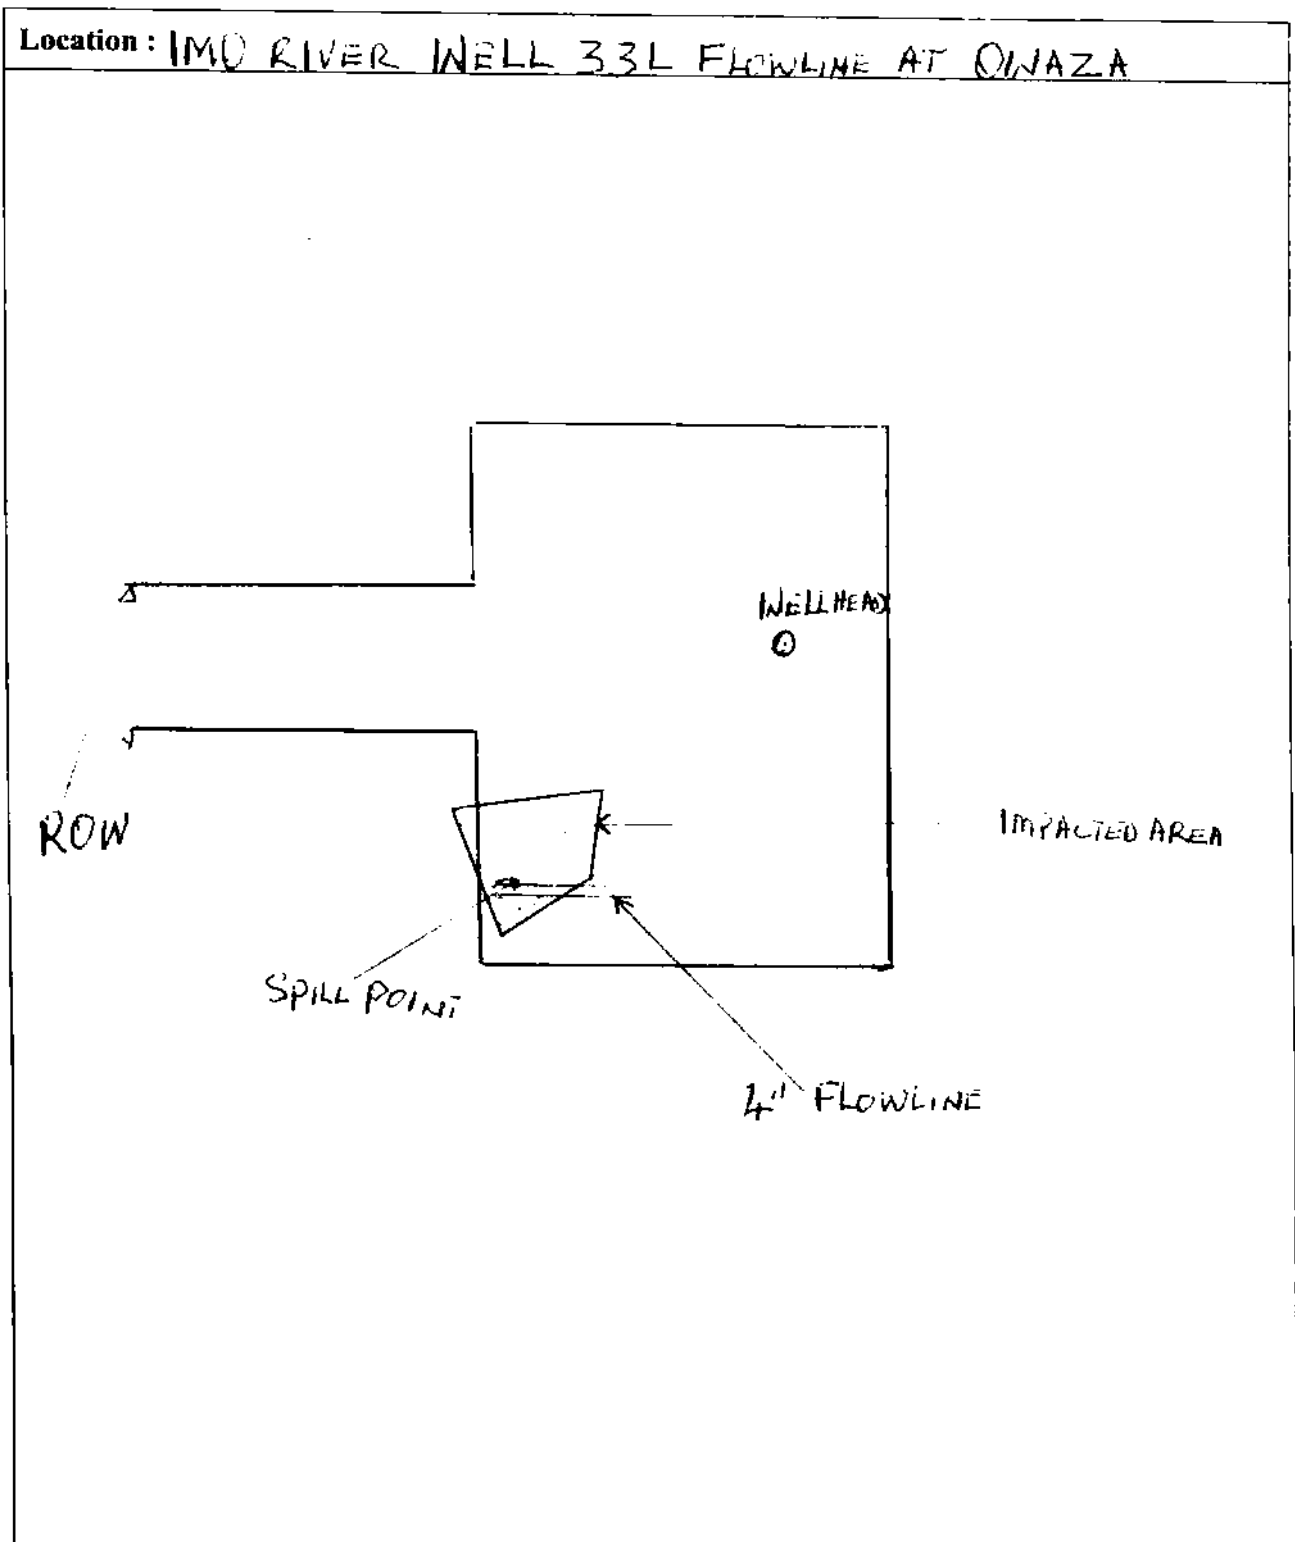 Location : IMO RIVER WELL 33L FLOWLINE AT OWAZA
WELLHEAD
ROW
IMPACTED AREA
SPILL POINT
4" FLOWLINE